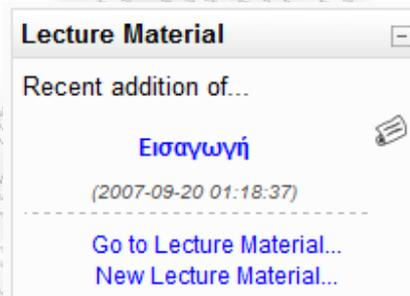 Lecture Material
Recent addition of...
Εισαγωγή
(2007-09-20 01:18:37)
Go to Lecture Material...
New Lecture Material...